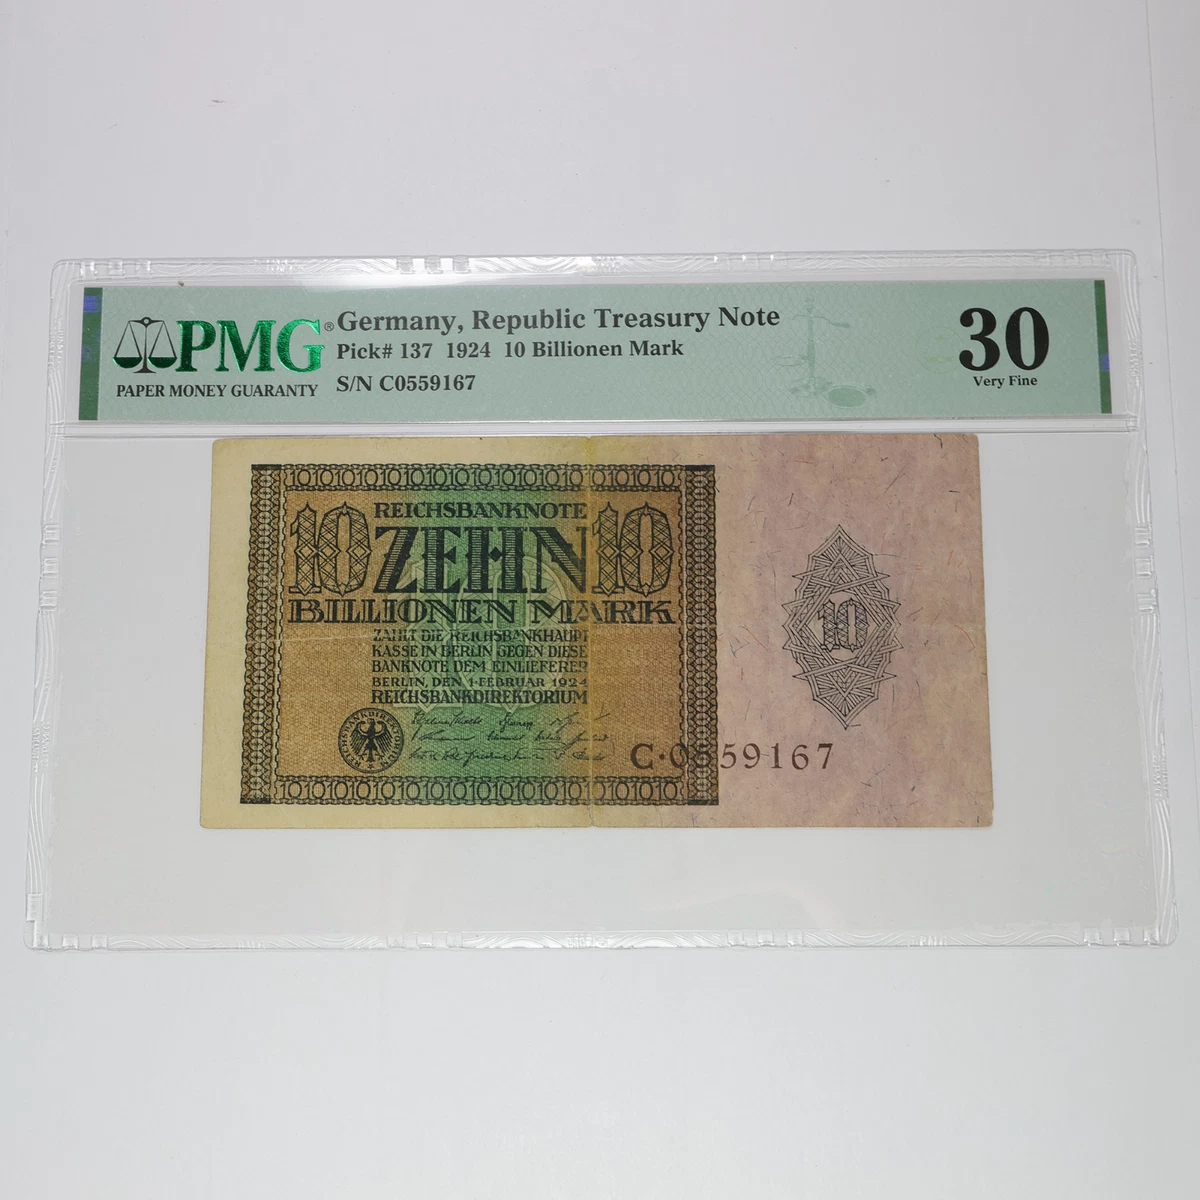 PMG®
PAPER MONEY GUARANTY
Germany, Republic Treasury Note
Pick# 137 1924 10 Billionen Mark
S/N C0559167
30
Very Fine
10101010101010101010101010
REICHSBANKNOTE
10 ZEHN 10
BILLIONEN MARK
ZAHLT DIE REICHSBANKHAUPT
KASSE IN BERLIN GEGEN DIESE
BANKNOTE DEM EINLIEFERER
BERLIN, DEN 1·FEBRUAR 1924
REICHSBANKDIREKTORIUM
REICHSBANKDIREKTORIUM
C·0559167
10